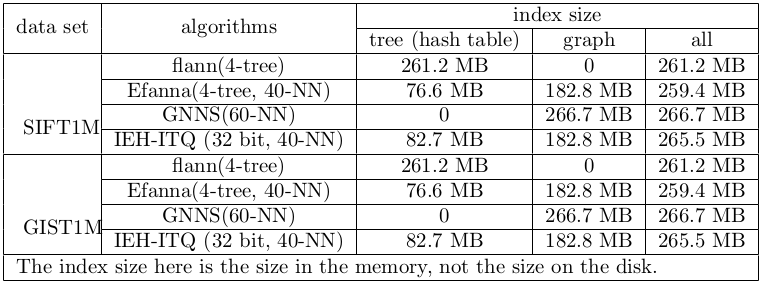 data set algorithms index size
tree (hash table) graph all
flann(4-tree) 261.2 MB 0 261.2 MB
Efanna(4-tree, 40-NN) 76.6 MB 182.8 MB 259.4 MB
SIFT1M GNNS(60-NN) 0 266.7 MB 266.7 MB
IEH-ITQ (32 bit, 40-NN) 82.7 MB 182.8 MB 265.5 MB
flann(4-tree) 261.2 MB 0 261.2 MB
Efanna(4-tree, 40-NN) 76.6 MB 182.8 MB 259.4 MB
GIST1M GNNS(60-NN) 0 266.7 MB 266.7 MB
IEH-ITQ (32 bit, 40-NN) 82.7 MB 182.8 MB 265.5 MB
The index size here is the size in the memory, not the size on the disk.